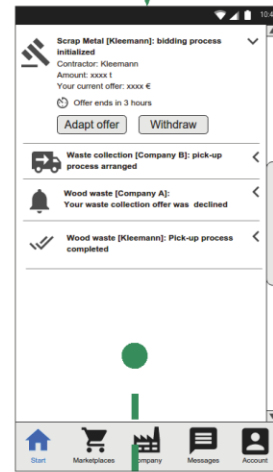 10:4
Scrap Metal [Kleemann]: bidding process
initialized
Contractor: Kleemann
Amount: xxxx t
Your current offer: xxxx €
Offer ends in 3 hours
Adapt offer Withdraw
Waste collection [Company B]: pick-up
process arranged
Wood waste [Company A]:
Your waste collection offer was declined
Wood waste [Kleemann]: Pick-up process
completed
Start Marketplaces Company Messages Account